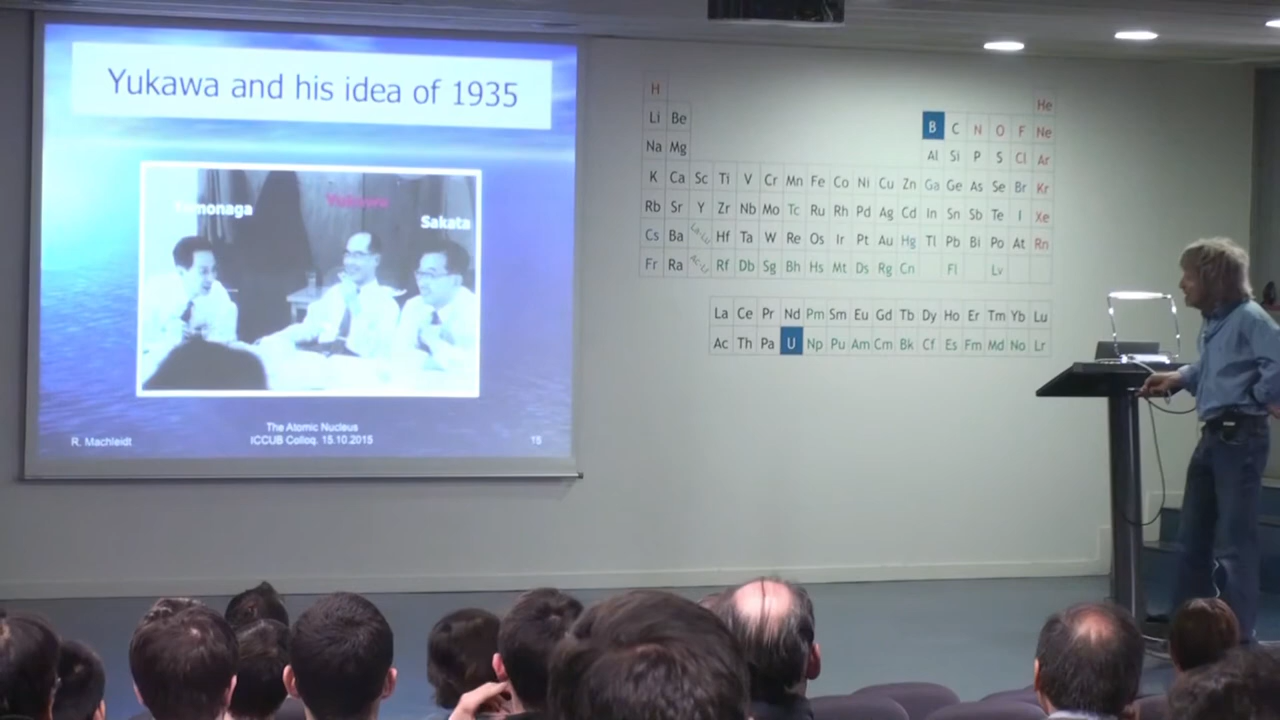 Yukawa and his idea of 1935
Tomonaga
Yukawa
Sakata
The Atomic Nucleus
R. Machleidt
ICCUB Colloq. 15.10.2015
H He
Li Be B C N O F Ne
Na Mg Al Si P S Cl Ar
K Ca Sc Ti V Cr Mn Fe Co Ni Cu Zn Ga Ge As Se Br Kr
Rb Sr Y Zr Nb Mo Tc Ru Rh Pd Ag Cd In Sn Sb Te I Xe
Cs Ba La-Lu Hf Ta W Re Os Ir Pt Au Hg Tl Pb Bi Po At Rn
Fr Ra Ac-Lr Rf Db Sg Bh Hs Mt Ds Rg Cn Fl Lv
La Ce Pr Nd Pm Sm Eu Gd Tb Dy Ho Er Tm Yb Lu
Ac Th Pa U Np Pu Am Cm Bk Cf Es Fm Md No Lr